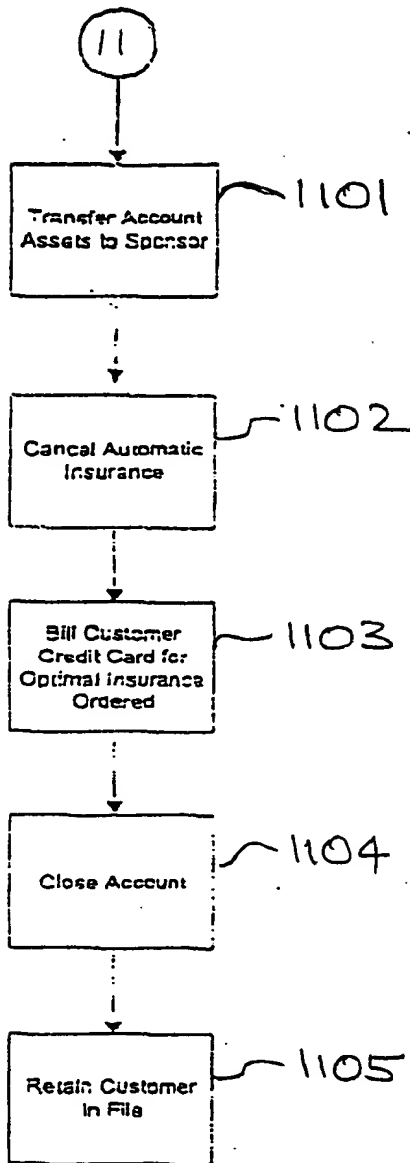 11
Transfer Account
Assets to Sponsor
1101
Cancel Automatic
Insurance
1102
Bill Customer
Credit Card for
Optimal Insurance
Ordered
1103
Close Account
1104
Retain Customer
In File
1105